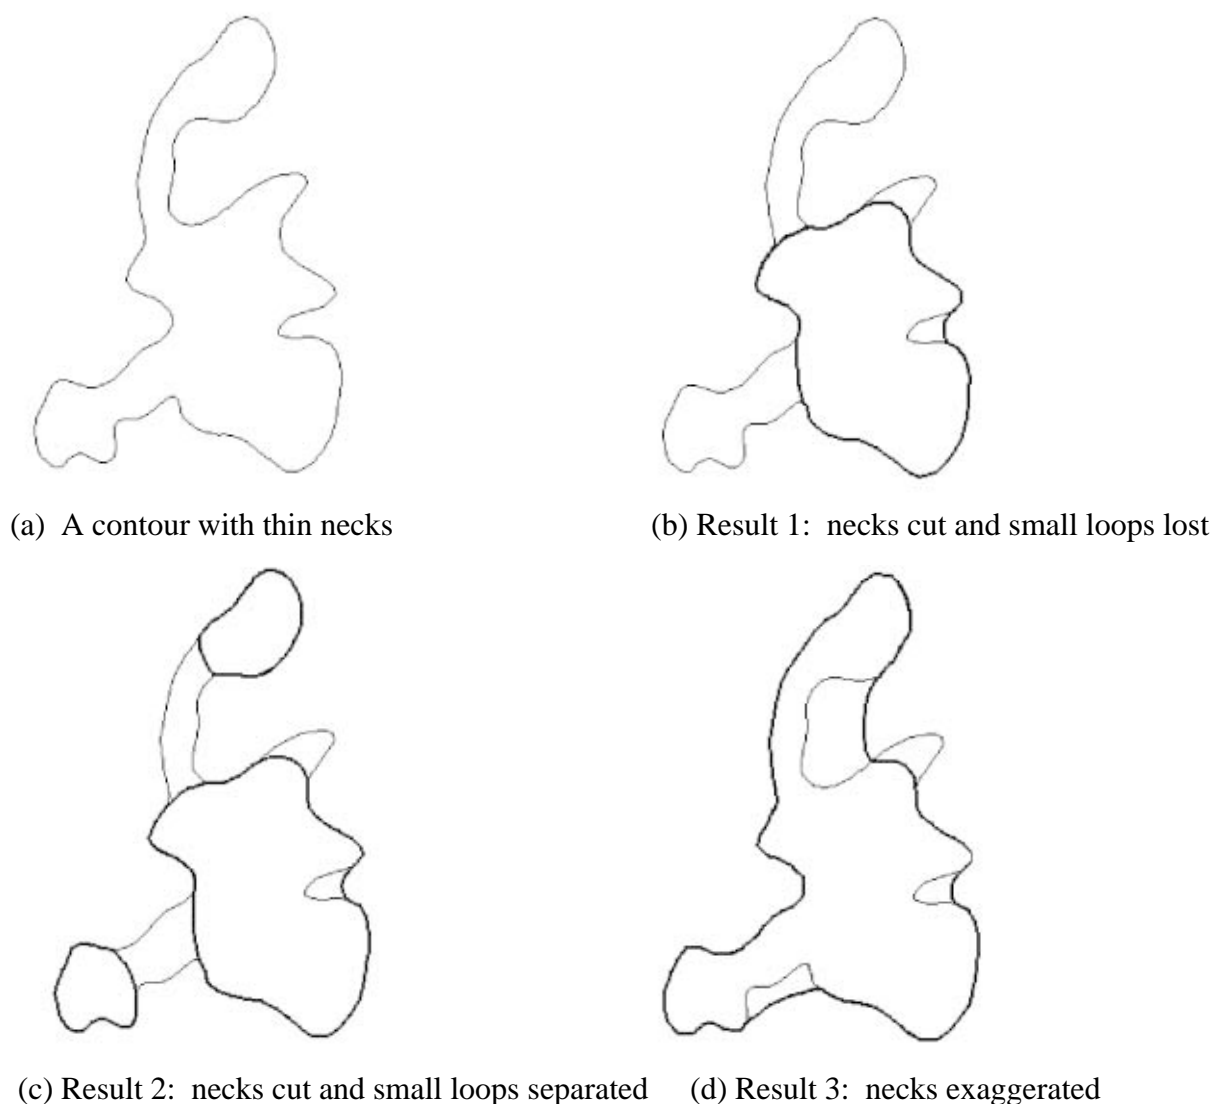 (a) A contour with thin necks
(b) Result 1: necks cut and small loops lost
(c) Result 2: necks cut and small loops separated
(d) Result 3: necks exaggerated